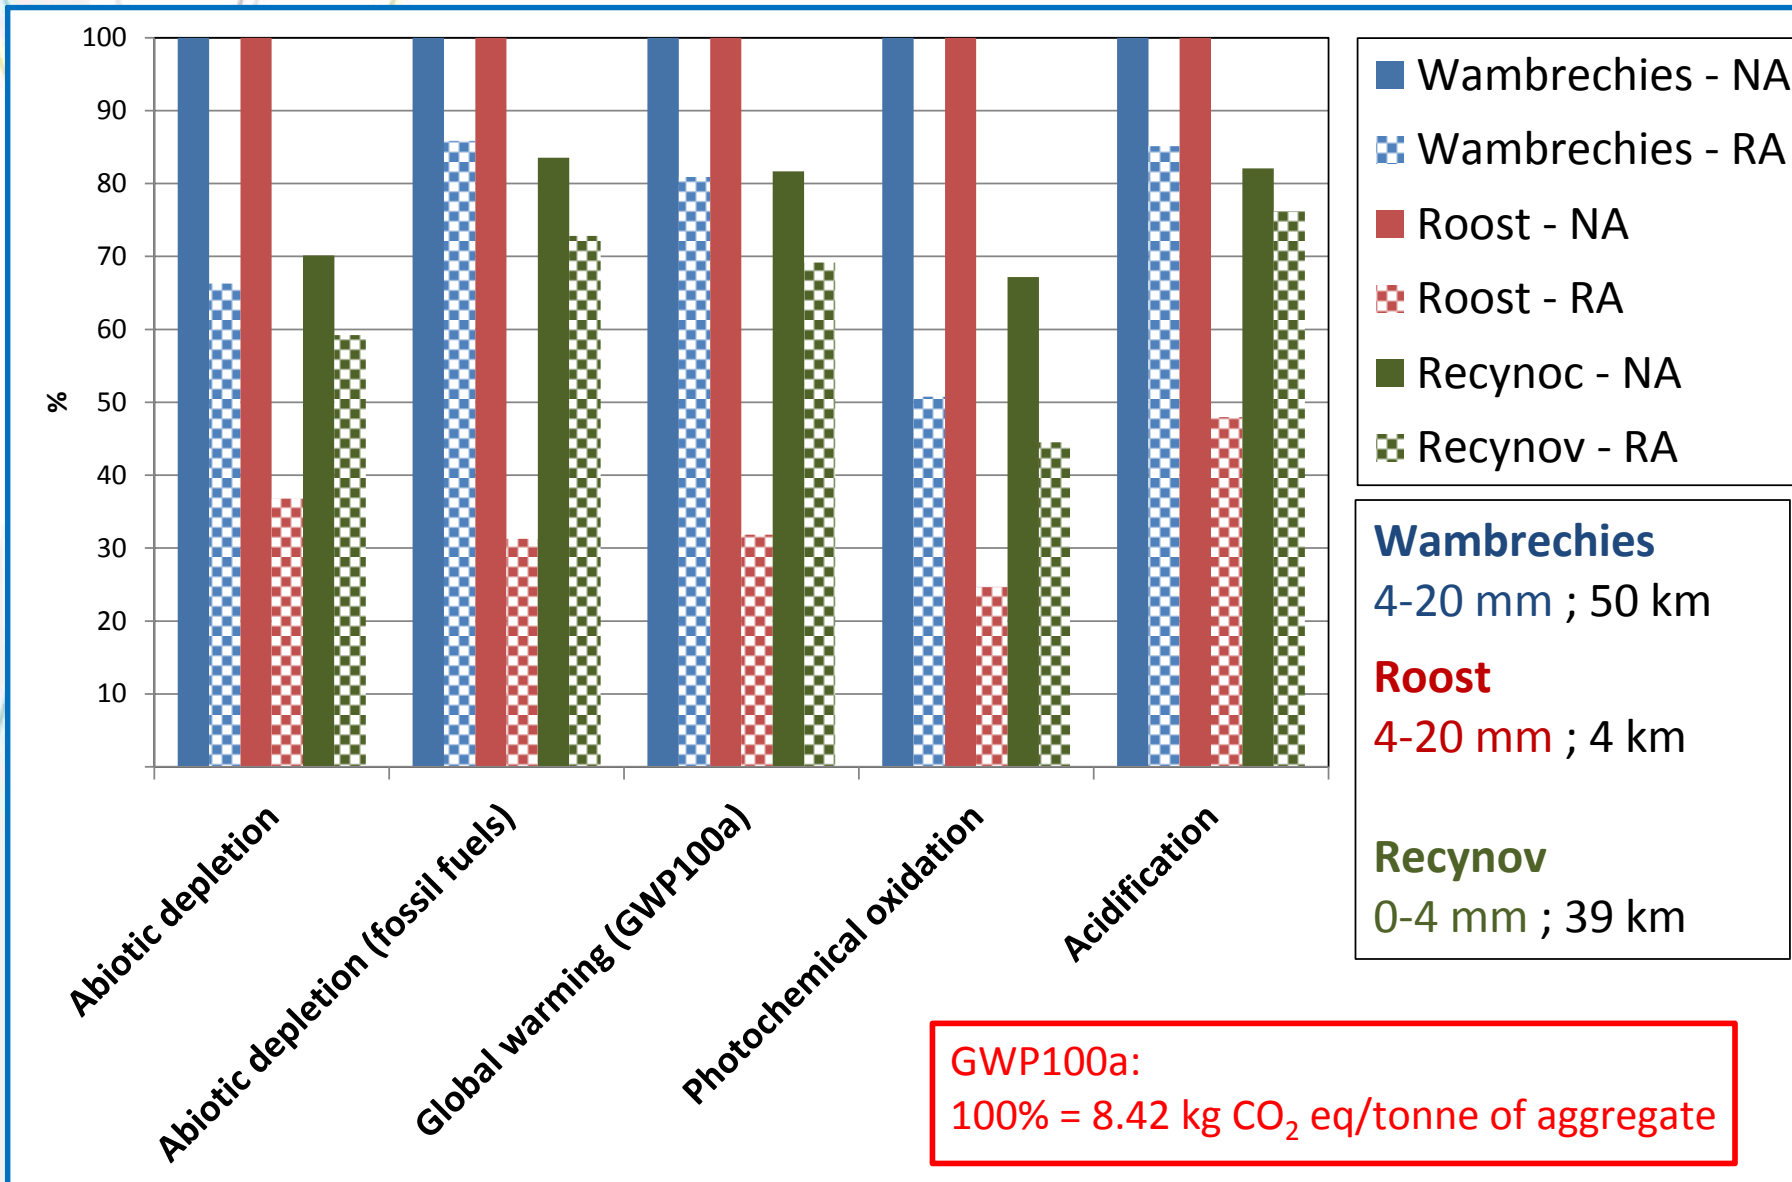 100
90
80
70
60
50
40
30
20
10
%
Abiotic depletion
Abiotic depletion (fossil fuels)
Global warming (GWP100a)
Photochemical oxidation
Acidification
Wambrechies - NA
Wambrechies - RA
Roost - NA
Roost - RA
Recynoc - NA
Recynov - RA
Wambrechies
4-20 mm ; 50 km
Roost
4-20 mm ; 4 km
Recynov
0-4 mm ; 39 km
GWP100a:
100% = 8.42 kg CO₂ eq/tonne of aggregate